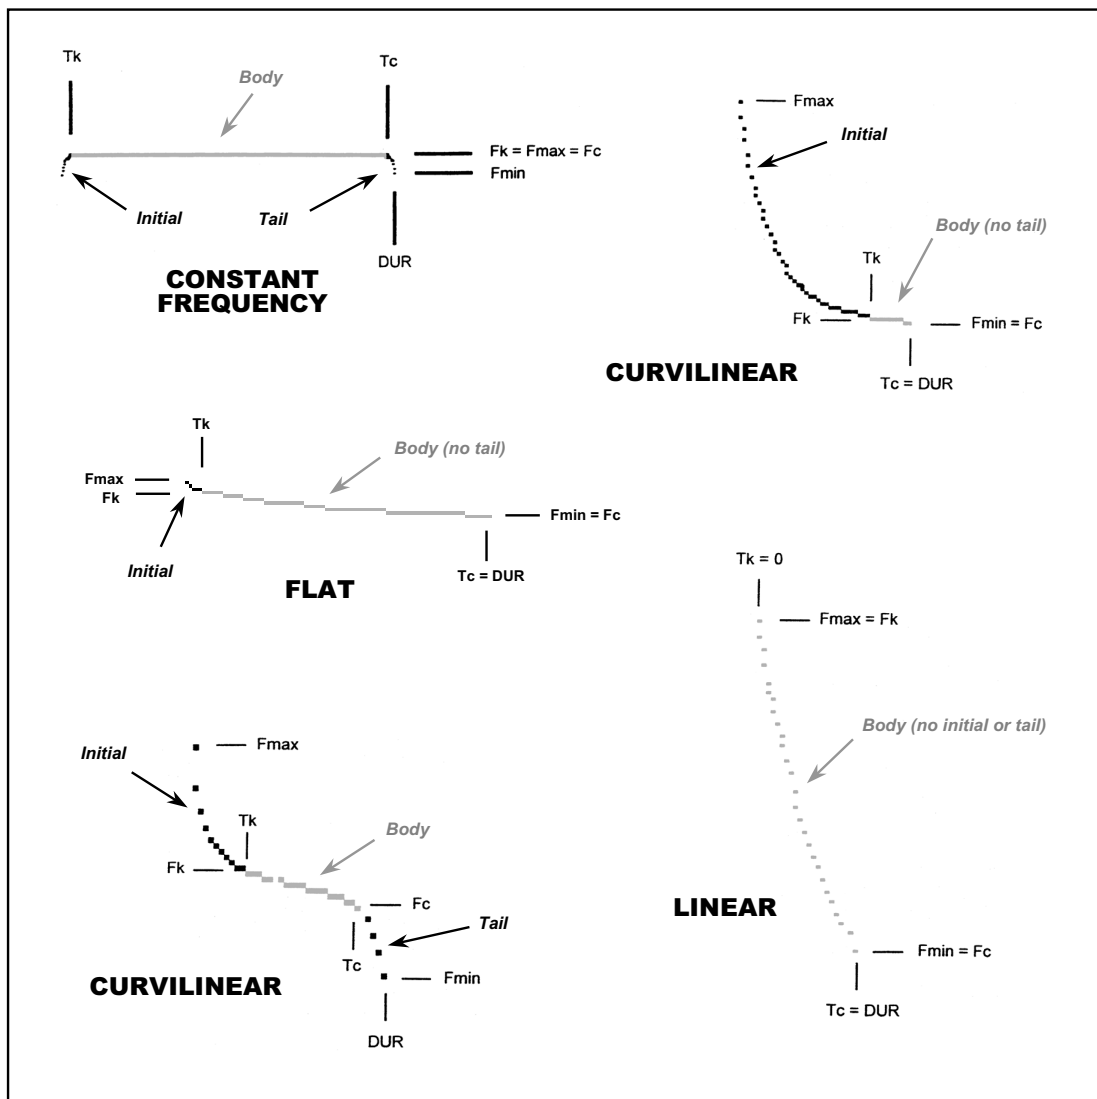 Tk
Tc
Body
Fk = Fmax = Fc
Fmin
Initial
Tail
DUR
CONSTANT
FREQUENCY
Fmax
Initial
Body (no tail)
Tk
Fk
Fmin = Fc
CURVILINEAR
Tc = DUR
Tk
Body (no tail)
Fmax
Fk
Fmin = Fc
Initial
Tc = DUR
FLAT
Tk = 0
Fmax = Fk
Body (no initial or tail)
LINEAR
Fmin = Fc
Tc = DUR
Initial
Fmax
Tk
Body
Fk
Fc
Tail
Tc
Fmin
CURVILINEAR
DUR